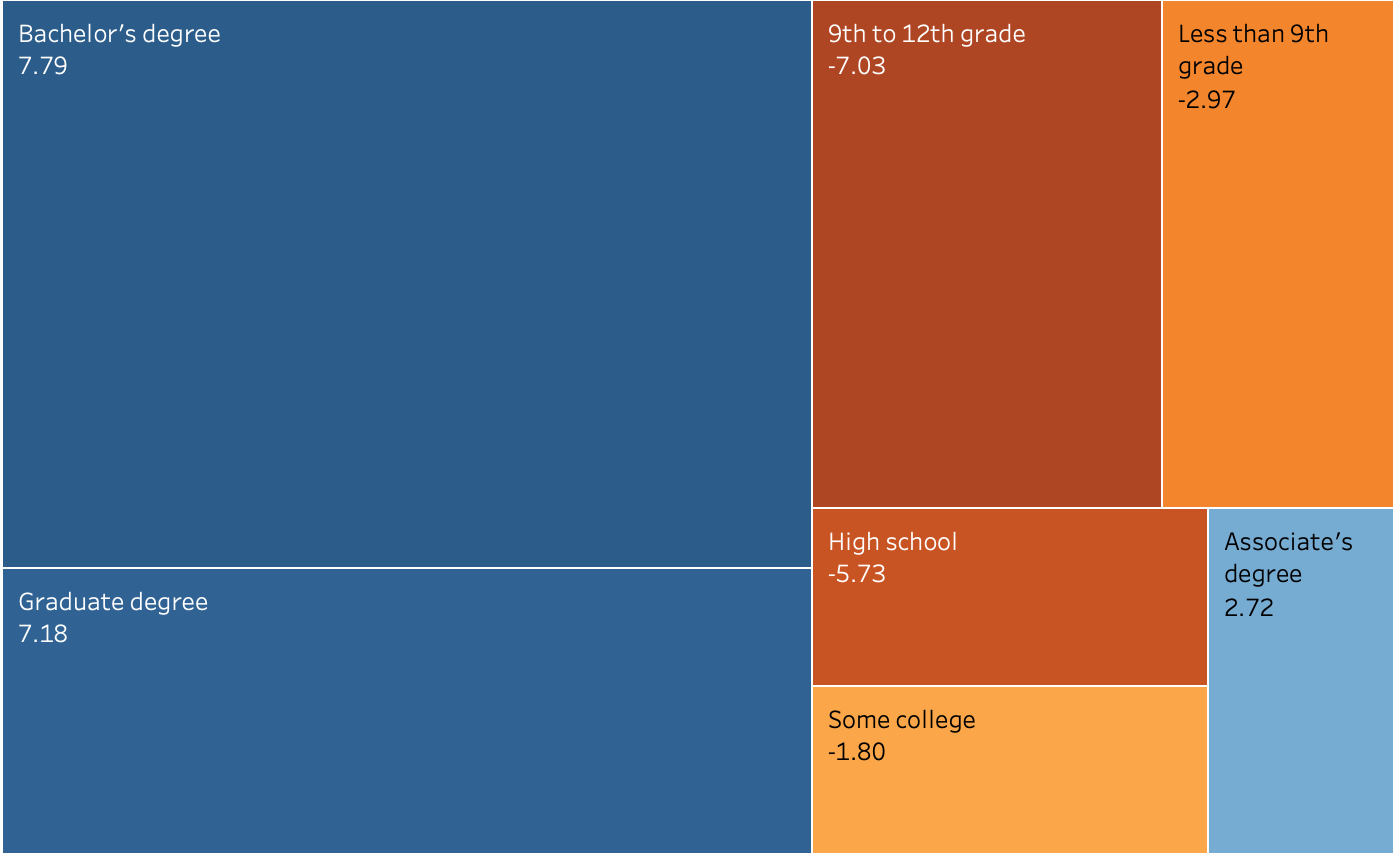 Bachelor’s degree
7.79
9th to 12th grade
-7.03
Less than 9th
grade
-2.97
Graduate degree
7.18
High school
-5.73
Associate’s
degree
2.72
Some college
-1.80